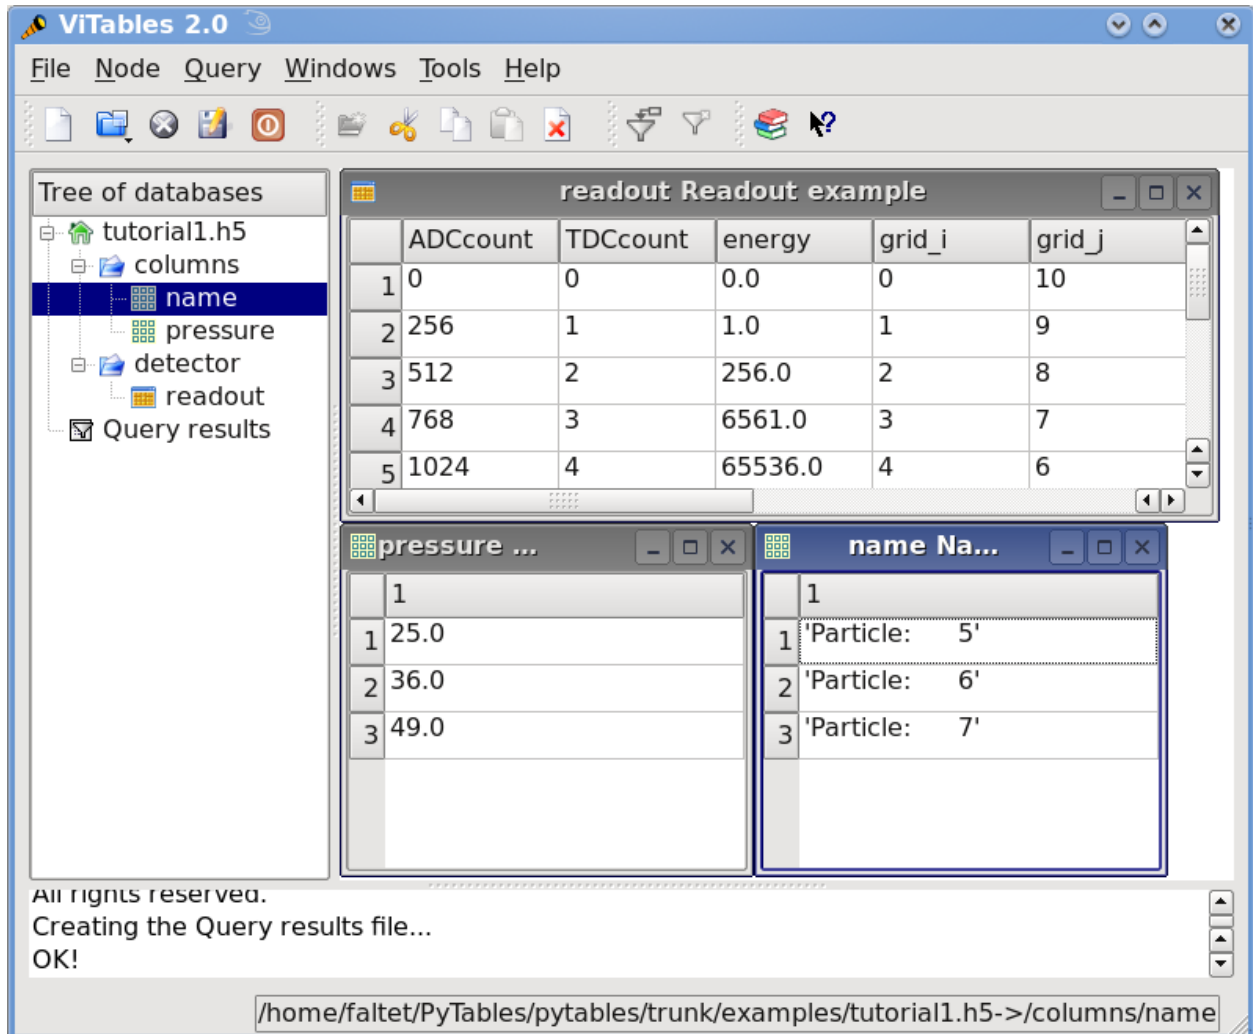 ViTables 2.0
File Node Query Windows Tools Help
Tree of databases
tutorial1.h5
columns
name
pressure
detector
readout
Query results
readout Readout example
ADCcount TDCcount energy grid_i grid_j
1 0 0 0.0 0 10
2 256 1 1.0 1 9
3 512 2 256.0 2 8
4 768 3 6561.0 3 7
5 1024 4 65536.0 4 6
pressure ...
1
1 25.0
2 36.0
3 49.0
name Na...
1
1 'Particle:      5'
2 'Particle:      6'
3 'Particle:      7'
All rights reserved.
Creating the Query results file...
OK!
/home/faltet/PyTables/pytables/trunk/examples/tutorial1.h5->/columns/name